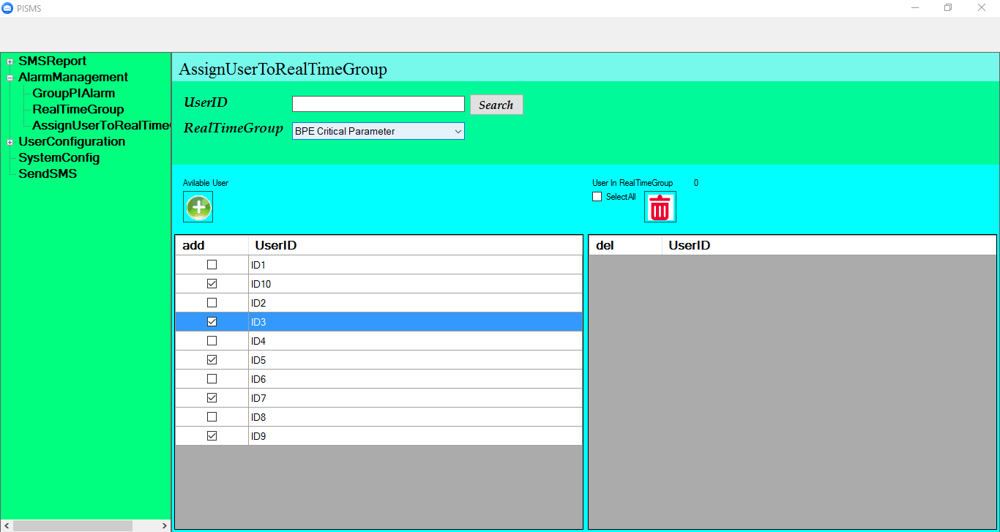 PISMS
SMSReport
AlarmManagement
GroupPIAlarm
RealTimeGroup
AssignUserToRealTime
UserConfiguration
SystemConfig
SendSMS
AssignUserToRealTimeGroup
UserID
Search
RealTimeGroup BPE Critical Parameter
Avilable User
User In RealTimeGroup 0
SelectAll
add UserID
ID1
ID10
ID2
ID3
ID4
ID5
ID6
ID7
ID8
ID9
del UserID